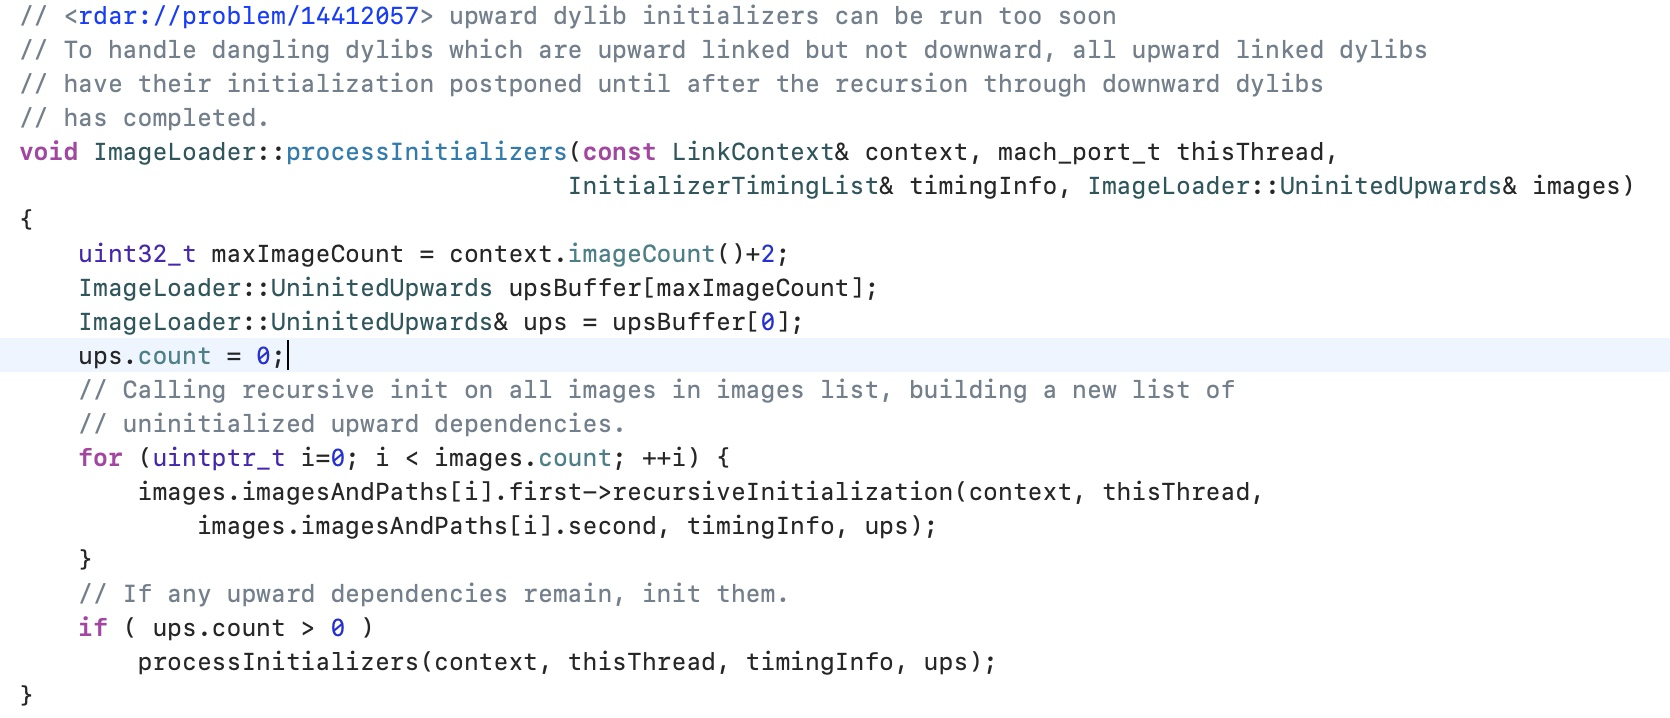 // <rdar://problem/14412057> upward dylib initializers can be run too soon
// To handle dangling dylibs which are upward linked but not downward, all upward linked dylibs
// have their initialization postponed until after the recursion through downward dylibs
// has completed.
void ImageLoader::processInitializers(const LinkContext& context, mach_port_t thisThread,
                                     InitializerTimingList& timingInfo, ImageLoader::UninitedUpwards& images)
{
    uint32_t maxImageCount = context.imageCount()+2;
    ImageLoader::UninitedUpwards upsBuffer[maxImageCount];
    ImageLoader::UninitedUpwards& ups = upsBuffer[0];
    ups.count = 0;
    // Calling recursive init on all images in images list, building a new list of
    // uninitialized upward dependencies.
    for (uintptr_t i=0; i < images.count; ++i) {
        images.imagesAndPaths[i].first->recursiveInitialization(context, thisThread,
            images.imagesAndPaths[i].second, timingInfo, ups);
    }
    // If any upward dependencies remain, init them.
    if ( ups.count > 0 )
        processInitializers(context, thisThread, timingInfo, ups);
}